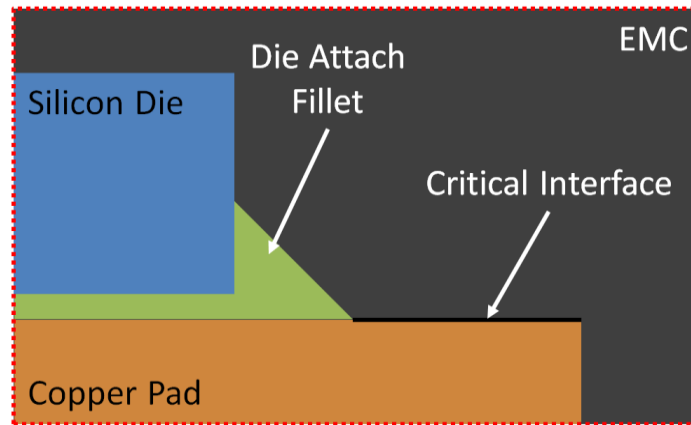 EMC
Die Attach
Fillet
Silicon Die
Critical Interface
Copper Pad